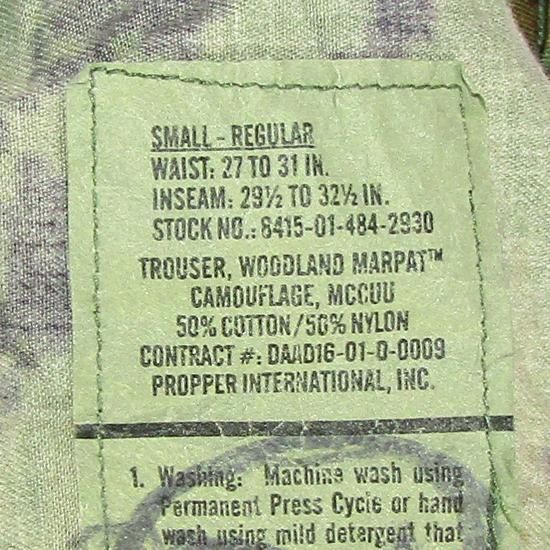 SMALL - REGULAR
WAIST: 27 TO 31 IN.
INSEAM: 29½ TO 32½ IN.
STOCK NO.: 8415-01-484-2930
TROUSER, WOODLAND MARPAT™
CAMOUFLAGE, MCCUU
50% COTTON/50% NYLON
CONTRACT #: DAAD16-01-D-0009
PROPPER INTERNATIONAL, INC.
1. Washing: Machine wash using
Permanent Press Cycle or hand
wash using mild detergent that